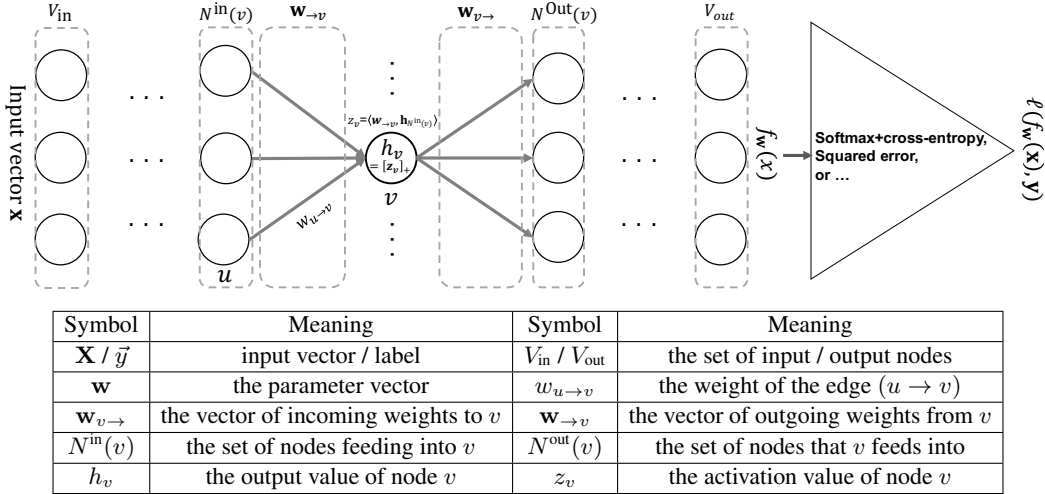 V_in N^in(v) 𝐰_→v 𝐰_v→ N^Out(v) V_out
Input vector 𝐱
. . .
. . .
. . .
z_v=⟨𝒘_→v, 𝐡_N^in(v)⟩
h_v
= [𝐳_v]_+
v
w_u→v
u
. . .
. . .
. . .
. . .
. . .
f_𝐰(x)
Softmax+cross-entropy,
Squared error,
or …
ℓ(f_𝐰(𝐱), 𝐲)
. . .
. . .
. . .
Symbol Meaning Symbol Meaning
𝐗 / y⃗ input vector / label V_in / V_out the set of input / output nodes
𝐰 the parameter vector w_u→v the weight of the edge (u → v)
𝐰_v→ the vector of incoming weights to v 𝐰_→v the vector of outgoing weights from v
N^in(v) the set of nodes feeding into v N^out(v) the set of nodes that v feeds into
h_v the output value of node v z_v the activation value of node v